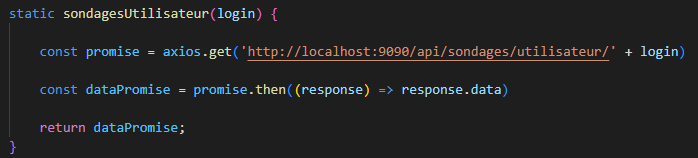 static sondagesUtilisateur(login) {
const promise = axios.get('http://localhost:9090/api/sondages/utilisateur/' + login)
const dataPromise = promise.then((response) => response.data)
return dataPromise;
}